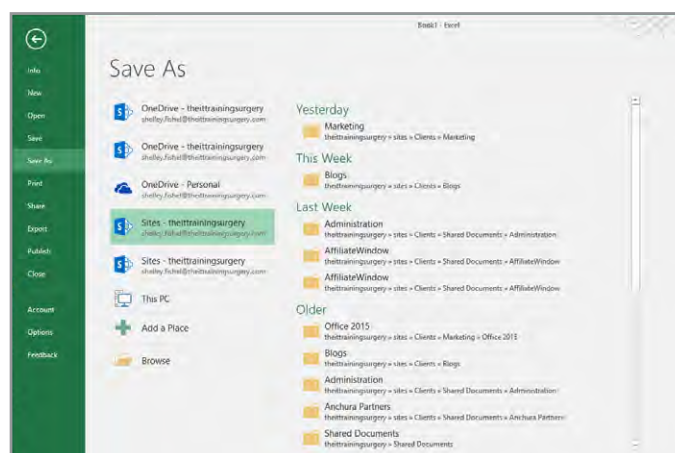 Book1 - Excel
Info
New
Open
Save
Save As
Print
Share
Export
Publish
Close
Account
Options
Feedback
Save As
OneDrive - theittrainingsurgery
shelley.fishel@theittrainingsurgery.com
OneDrive - theittrainingsurgery
shelley.fishel@theittrainingsurgery.com
OneDrive - Personal
shelley.fishel@theittrainingsurgery.com
Sites - theittrainingsurgery
shelley.fishel@theittrainingsurgery.com
Sites - theittrainingsurgery
shelley.fishel@theittrainingsurgery.com
This PC
Add a Place
Browse
Yesterday
Marketing
theittrainingsurgery » sites » Clients » Marketing
This Week
Blogs
theittrainingsurgery » sites » Clients » Blogs
Last Week
Administration
theittrainingsurgery » sites » Clients » Shared Documents » Administration
AffiliateWindow
theittrainingsurgery » sites » Clients » Shared Documents » AffiliateWindow
AffiliateWindow
theittrainingsurgery » sites » Clients » Shared Documents » AffiliateWindow
Older
Office 2015
theittrainingsurgery » sites » Clients » Marketing » Office 2015
Blogs
theittrainingsurgery » sites » Clients » Blogs
Administration
theittrainingsurgery » sites » Clients » Shared Documents » Administration
Anchura Partners
theittrainingsurgery » sites » Clients » Shared Documents » Anchura Partners
Shared Documents
theittrainingsurgery » Shared Documents